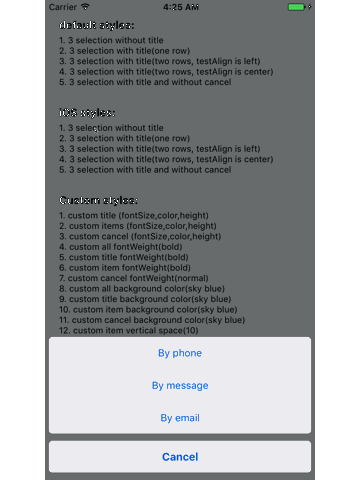 Carrier
4:25 AM
default styles:
1. 3 selection without title
2. 3 selection with title(one row)
3. 3 selection with title(two rows, testAlign is left)
4. 3 selection with title(two rows, testAlign is center)
5. 3 selection with title and without cancel
iOS styles:
1. 3 selection without title
2. 3 selection with title(one row)
3. 3 selection with title(two rows, testAlign is left)
4. 3 selection with title(two rows, testAlign is center)
5. 3 selection with title and without cancel
Custom styles:
1. custom title (fontSize,color,height)
2. custom items (fontSize,color,height)
3. custom cancel (fontSize,color,height)
4. custom all fontWeight(bold)
5. custom title fontWeight(bold)
6. custom item fontWeight(bold)
7. custom cancel fontWeight(normal)
8. custom all background color(sky blue)
9. custom title background color(sky blue)
10. custom item background color(sky blue)
11. custom cancel background color(sky blue)
12. custom item vertical space(10)
By phone
By message
By email
Cancel